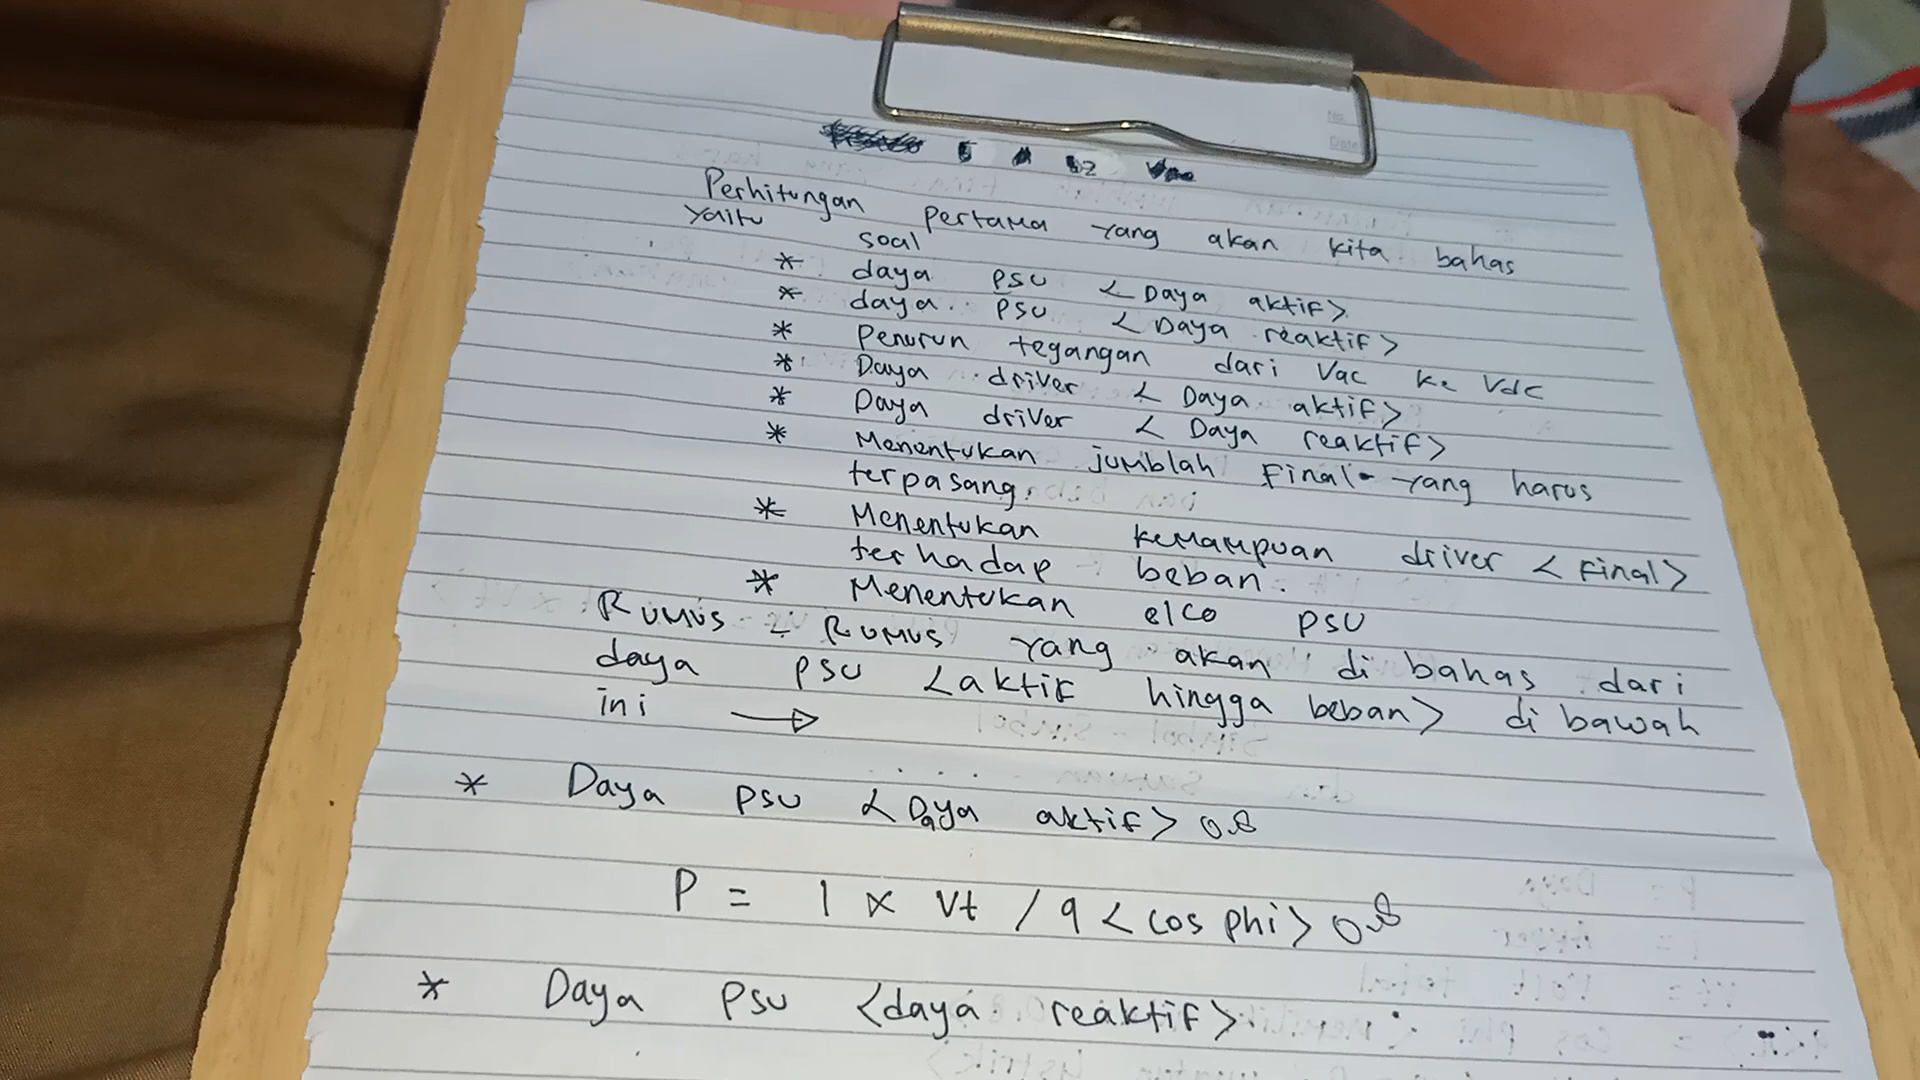 No.
Date
Perhitungan pertama yang akan kita bahas
yaitu soal
* daya psu <Daya aktif>
* daya psu <Daya reaktif>
* Penurun tegangan dari Vac ke Vdc
* Daya driver <Daya aktif>
* Daya driver <Daya reaktif>
* Menentukan jumblah Final yang harus
terpasang.
* Menentukan kemampuan driver <Final>
terhadap beban.
* Menentukan elco PSU
Rumus - Rumus yang akan di bahas dari
daya psu <aktif hingga beban> di bawah
ini →
* Daya psu <Daya aktif> 0.8
P = I x Vt / q <cos phi> 0.8
* Daya psu <daya reaktif>